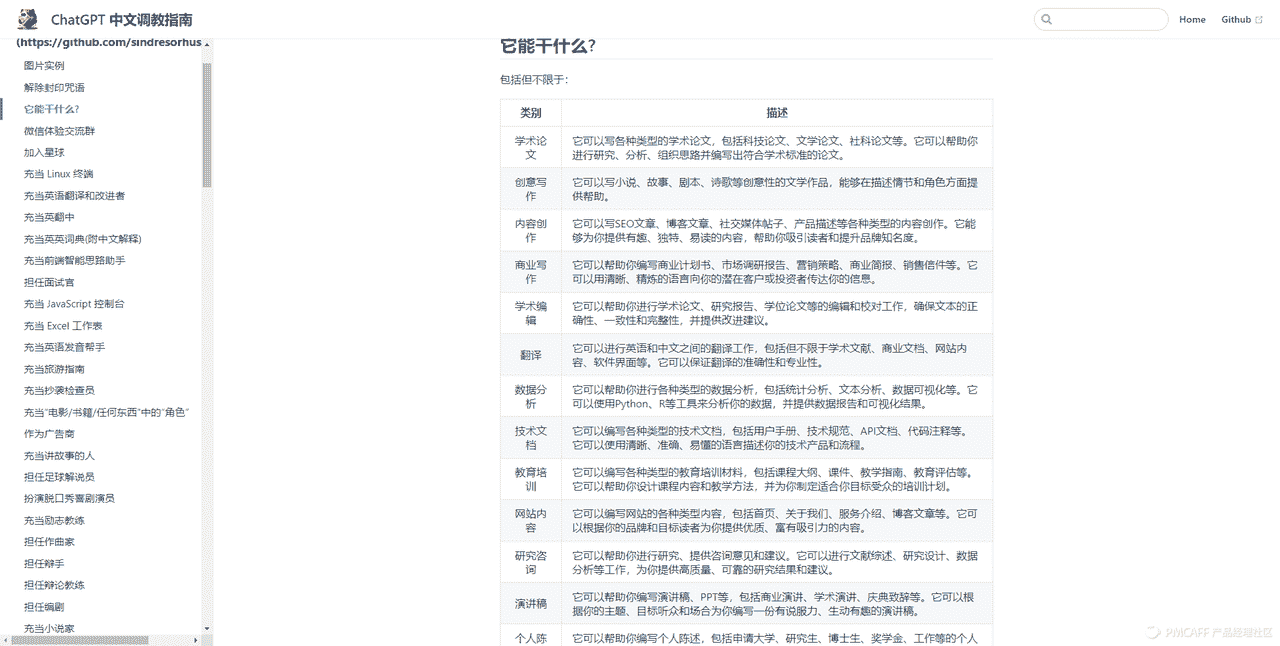 ChatGPT 中文调教指南
Home
Github
(https://github.com/sindresorhus
图片实例
解除封印咒语
它能干什么?
微信体验交流群
加入星球
充当 Linux 终端
充当英语翻译和改进者
充当英翻中
充当英英词典(附中文解释)
充当前端智能思路助手
担任面试官
充当 JavaScript 控制台
充当 Excel 工作表
充当英语发音帮手
充当旅游指南
充当抄袭检查员
充当“电影/书籍/任何东西”中的“角色”
作为广告商
充当讲故事的人
担任足球解说员
扮演脱口秀喜剧演员
充当励志教练
担任作曲家
担任辩手
担任辩论教练
担任编剧
充当小说家
它能干什么?
包括但不限于：
类别
描述
学术论
文
它可以写各种类型的学术论文，包括科技论文、文学论文、社科论文等。它可以帮助你
进行研究、分析、组织思路并编写出符合学术标准的论文。
创意写
作
它可以写小说、故事、剧本、诗歌等创意性的文学作品，能够在描述情节和角色方面提
供帮助。
内容创
作
它可以写SEO文章、博客文章、社交媒体帖子、产品描述等各种类型的内容创作。它能
够为你提供有趣、独特、易读的内容，帮助你吸引读者和提升品牌知名度。
商业写
作
它可以帮助你编写商业计划书、市场调研报告、营销策略、商业简报、销售信件等。它
可以用清晰、精炼的语言向你的潜在客户或投资者传达你的信息。
学术编
辑
它可以帮助你进行学术论文、研究报告、学位论文等的编辑和校对工作，确保文本的正
确性、一致性和完整性，并提供改进建议。
翻译
它可以进行英语和中文之间的翻译工作，包括但不限于学术文献、商业文档、网站内
容、软件界面等。它可以保证翻译的准确性和专业性。
数据分
析
它可以帮助你进行各种类型的数据分析，包括统计分析、文本分析、数据可视化等。它
可以使用Python、R等工具来分析你的数据，并提供数据报告和可视化结果。
技术文
档
它可以编写各种类型的技术文档，包括用户手册、技术规范、API文档、代码注释等。
它可以使用清晰、准确、易懂的语言描述你的技术产品和流程。
教育培
训
它可以编写各种类型的教育培训材料，包括课程大纲、课件、教学指南、教育评估等。
它可以帮助你设计课程内容和教学方法，并为你制定适合你目标受众的培训计划。
网站内
容
它可以编写网站的各种类型内容，包括首页、关于我们、服务介绍、博客文章等。它可
以根据你的品牌和目标读者为你提供优质、富有吸引力的内容。
研究咨
询
它可以帮助你进行研究、提供咨询意见和建议。它可以进行文献综述、研究设计、数据
分析等工作，为你提供高质量、可靠的研究结果和建议。
演讲稿
它可以帮助你编写演讲稿、PPT等，包括商业演讲、学术演讲、庆典致辞等。它可以根
据你的主题、目标听众和场合为你编写一份有说服力、生动有趣的演讲稿。
个人陈
它可以帮助你编写个人陈述，包括申请大学、研究生、博士生、奖学金、工作等的个人
PMCAFF 产品经理社区